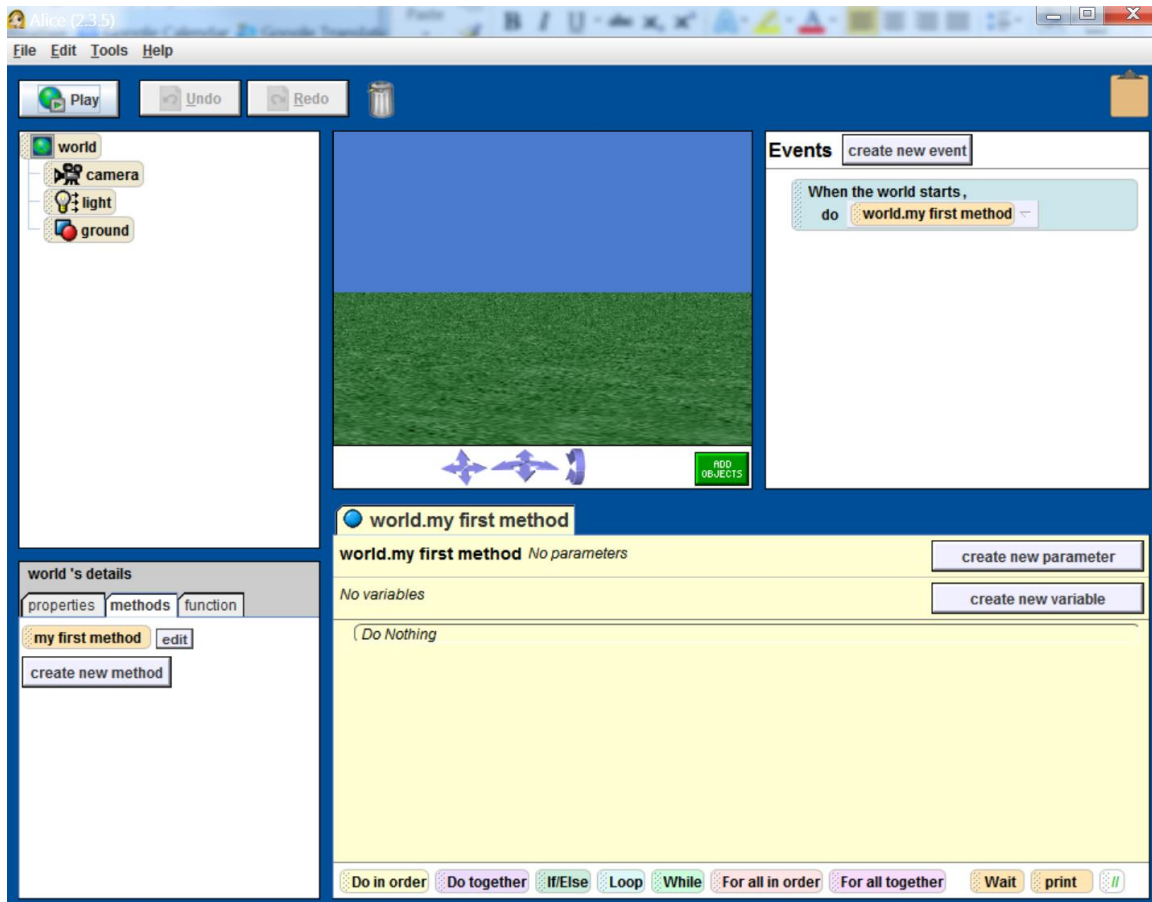 Alice (2.3.5)
File Edit Tools Help
Play Undo Redo
world
camera
light
ground
ADD
OBJECTS
Events create new event
When the world starts,
do world.my first method
world 's details
properties methods function
my first method edit
create new method
world.my first method
world.my first method No parameters create new parameter
No variables create new variable
Do Nothing
Do in order Do together If/Else Loop While For all in order For all together Wait print //